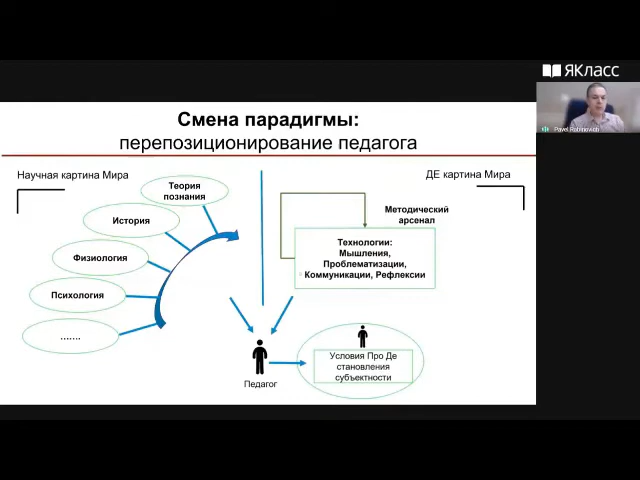 ЯКласс
Pavel Rabinovich
Смена парадигмы:
перепозиционирование педагога
Научная картина Мира
ДЕ картина Мира
Теория
познания
История
Физиология
Психология
.......
Методический
арсенал
Технологии:
Мышления,
Проблематизации,
Коммуникации, Рефлексии
Педагог
Условия Про Де
становления
субъектности